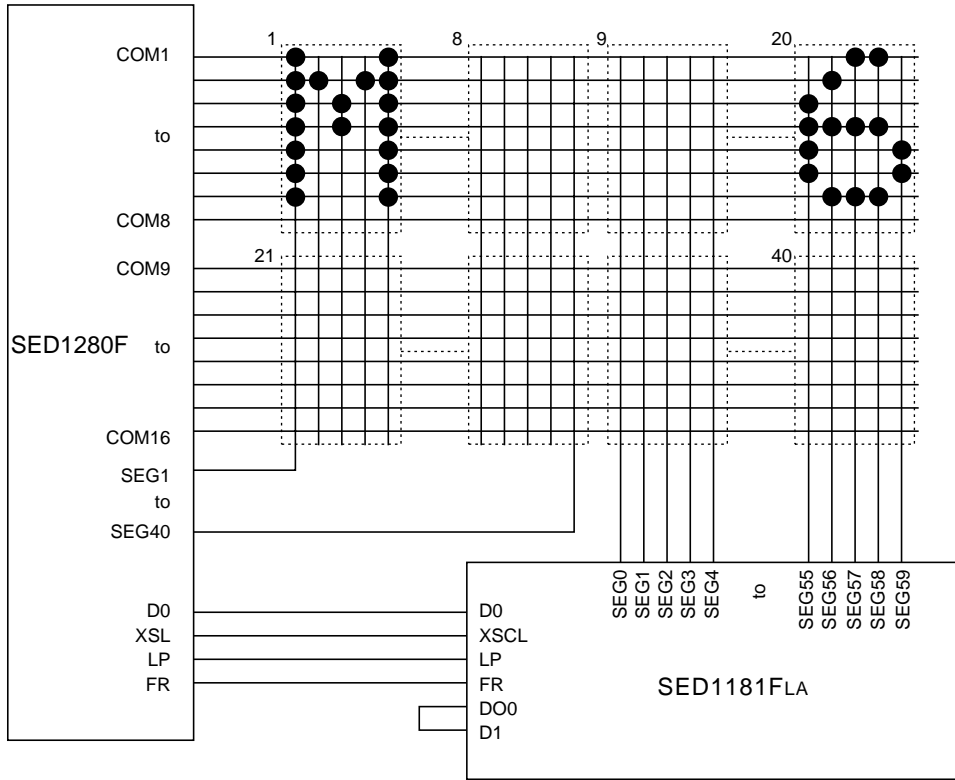 1 8 9 20
COM1
to
COM8
21 40
COM9
SED1280F to
COM16
SEG1
to
SEG40
SEG0 SEG1 SEG2 SEG3 SEG4 to SEG55 SEG56 SEG57 SEG58 SEG59
D0 D0
XSL XSCL
LP LP
FR FR
SED1181FLA
DO0
D1